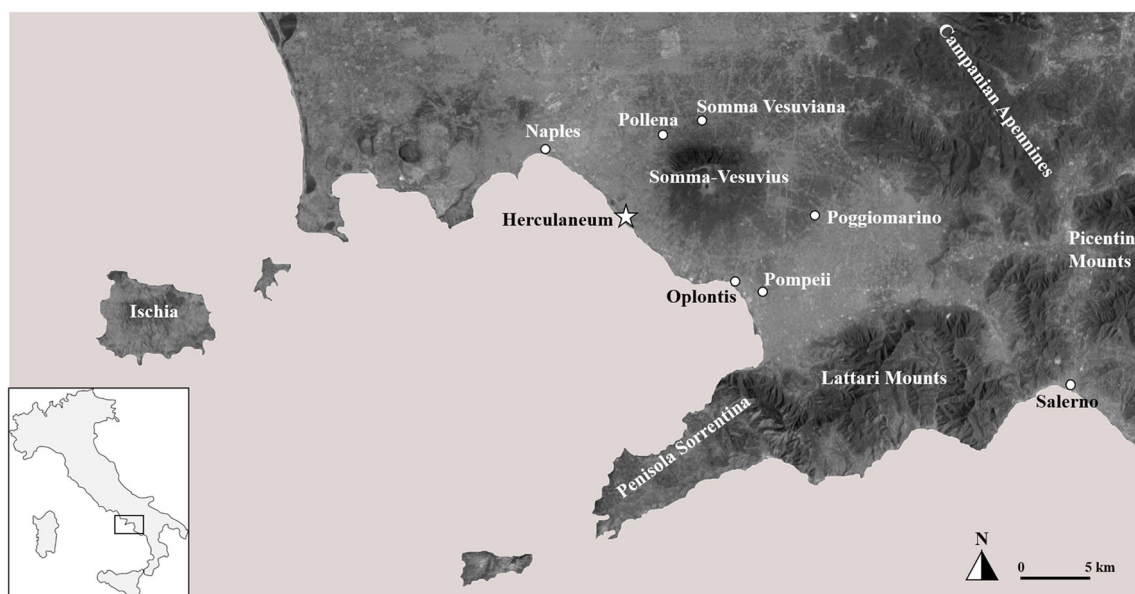 Campanian Apennines
Somma Vesuviana
Pollena
Naples
Somma-Vesuvius
Herculaneum
Poggiomarino
Picentini
Mounts
Pompeii
Oplontis
Ischia
Lattari Mounts
Salerno
Penisola Sorrentina
N
0 5 km